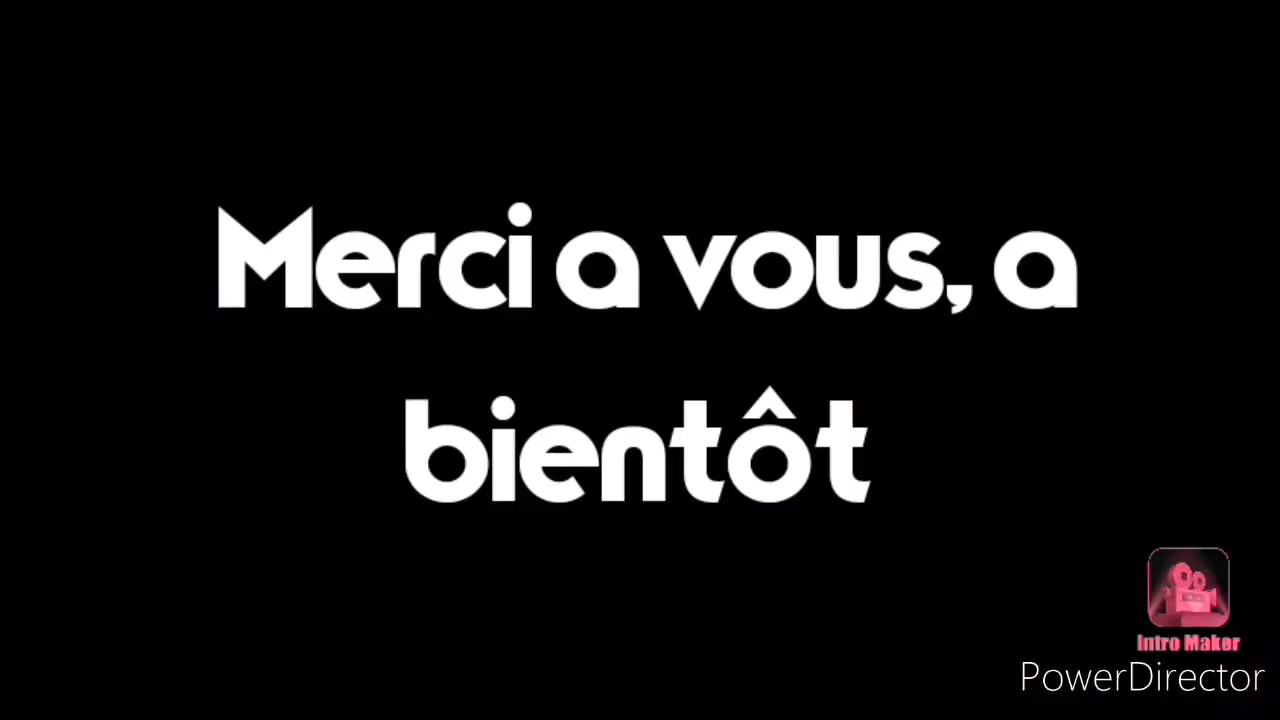 Merci a vous, a
bientôt
Intro Maker
PowerDirector